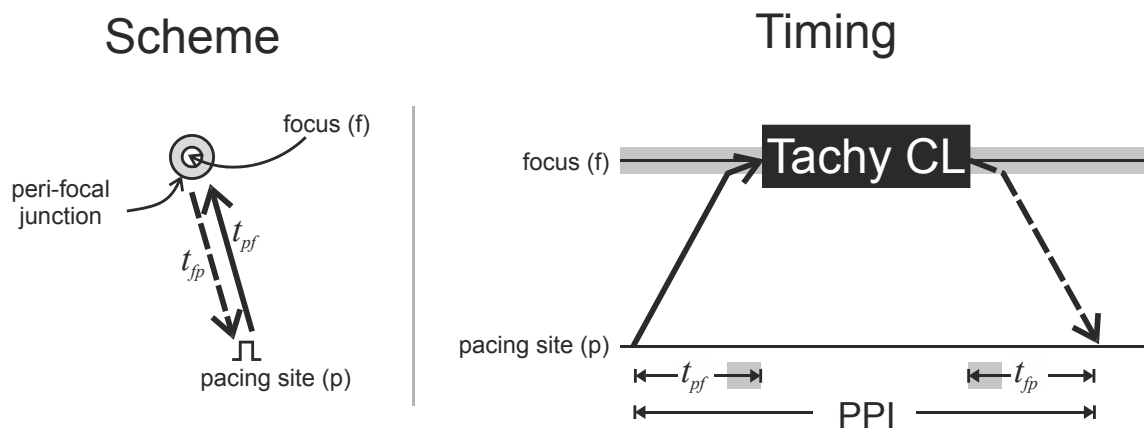 Scheme
focus (f)
peri-focal
junction
t_pf
t_fp
pacing site (p)
Timing
focus (f)
Tachy CL
pacing site (p)
t_pf
t_fp
PPI